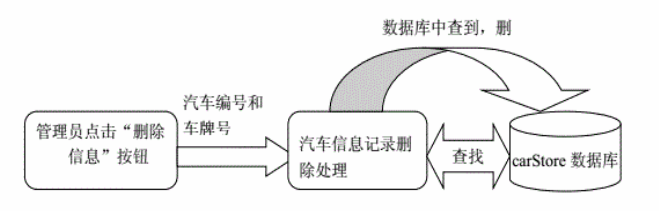 数据库中查到，删
汽车编号和
车牌号
管理员点击“删除
信息”按钮
汽车信息记录删
除处理
查找
carStore 数据库